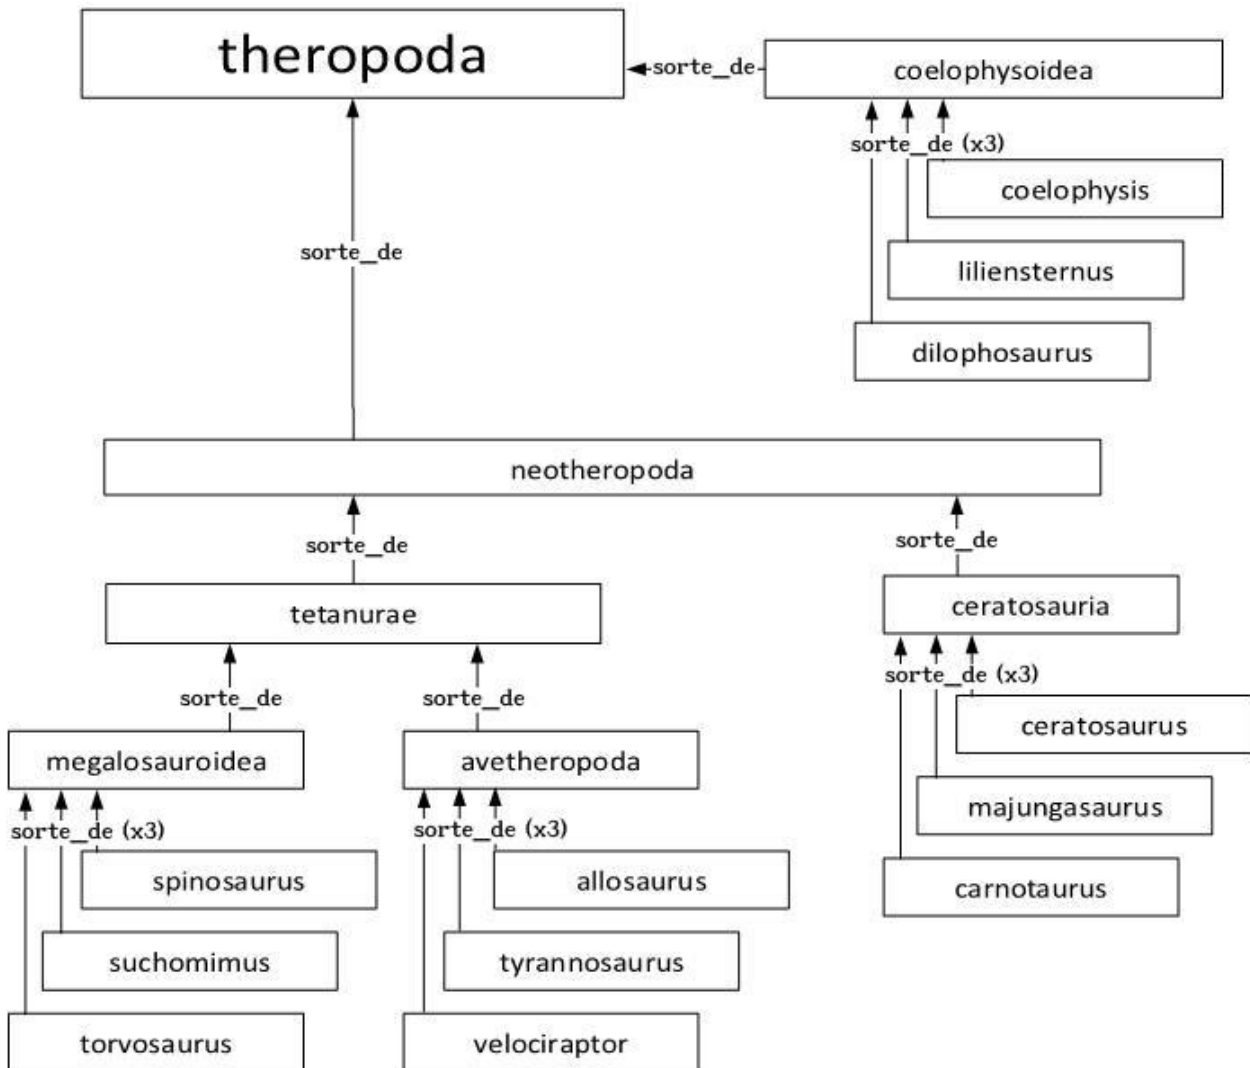 theropoda
sorte_de
coelophysoidea
sorte_de (x3)
coelophysis
liliensternus
dilophosaurus
sorte_de
neotheropoda
sorte_de
sorte_de
tetanurae
ceratosauria
sorte_de
sorte_de
sorte_de (x3)
ceratosaurus
megalosauroidea
avetheropoda
majungasaurus
sorte_de (x3)
sorte_de (x3)
spinosaurus
allosaurus
carnotaurus
suchomimus
tyrannosaurus
torvosaurus
velociraptor